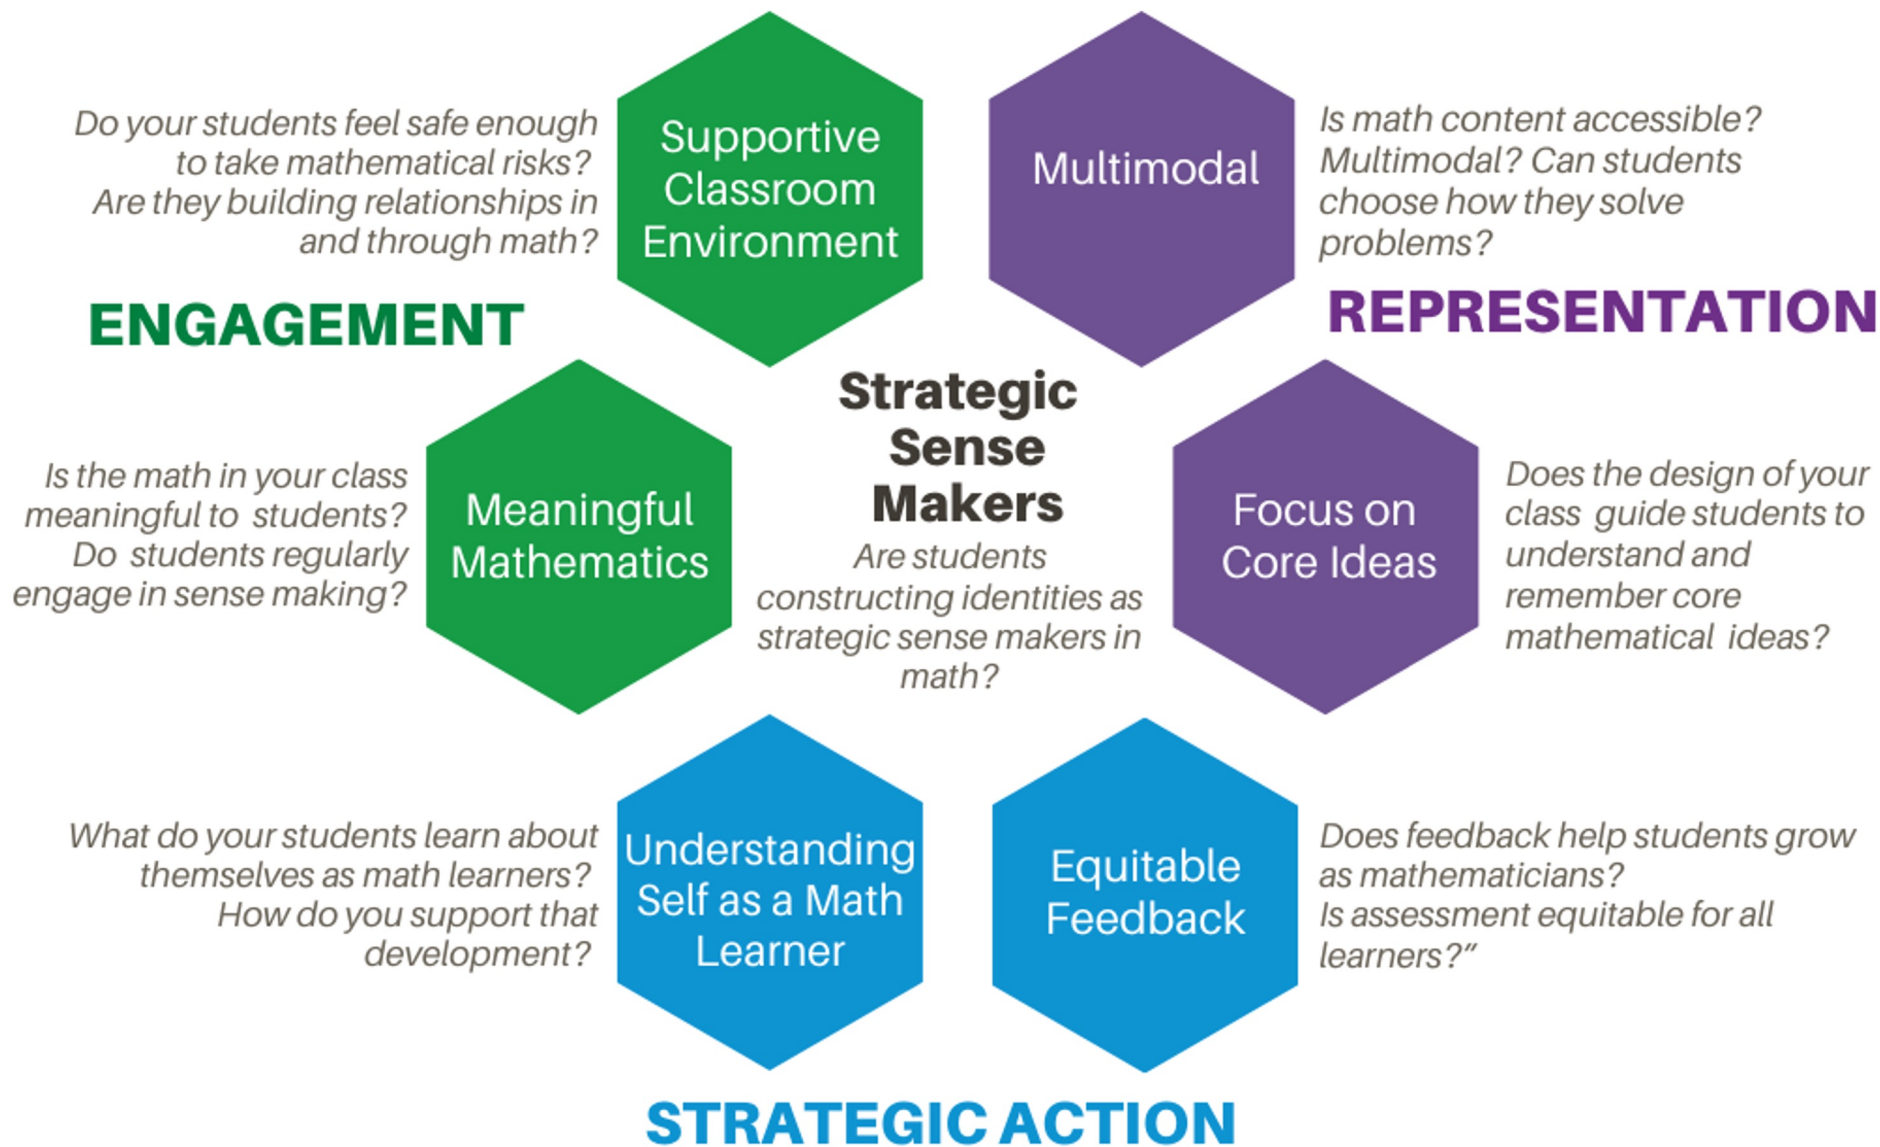 Do your students feel safe enough
to take mathematical risks?
Are they building relationships in
and through math?
Supportive
Classroom
Environment
ENGAGEMENT
Multimodal
Is math content accessible?
Multimodal? Can students
choose how they solve
problems?
REPRESENTATION
Is the math in your class
meaningful to students?
Do students regularly
engage in sense making?
Meaningful
Mathematics
Strategic
Sense
Makers
Are students
constructing identities as
strategic sense makers in
math?
Focus on
Core Ideas
Does the design of your
class guide students to
understand and
remember core
mathematical ideas?
What do your students learn about
themselves as math learners?
How do you support that
development?
Understanding
Self as a Math
Learner
Equitable
Feedback
Does feedback help students grow
as mathematicians?
Is assessment equitable for all
learners?”
STRATEGIC ACTION